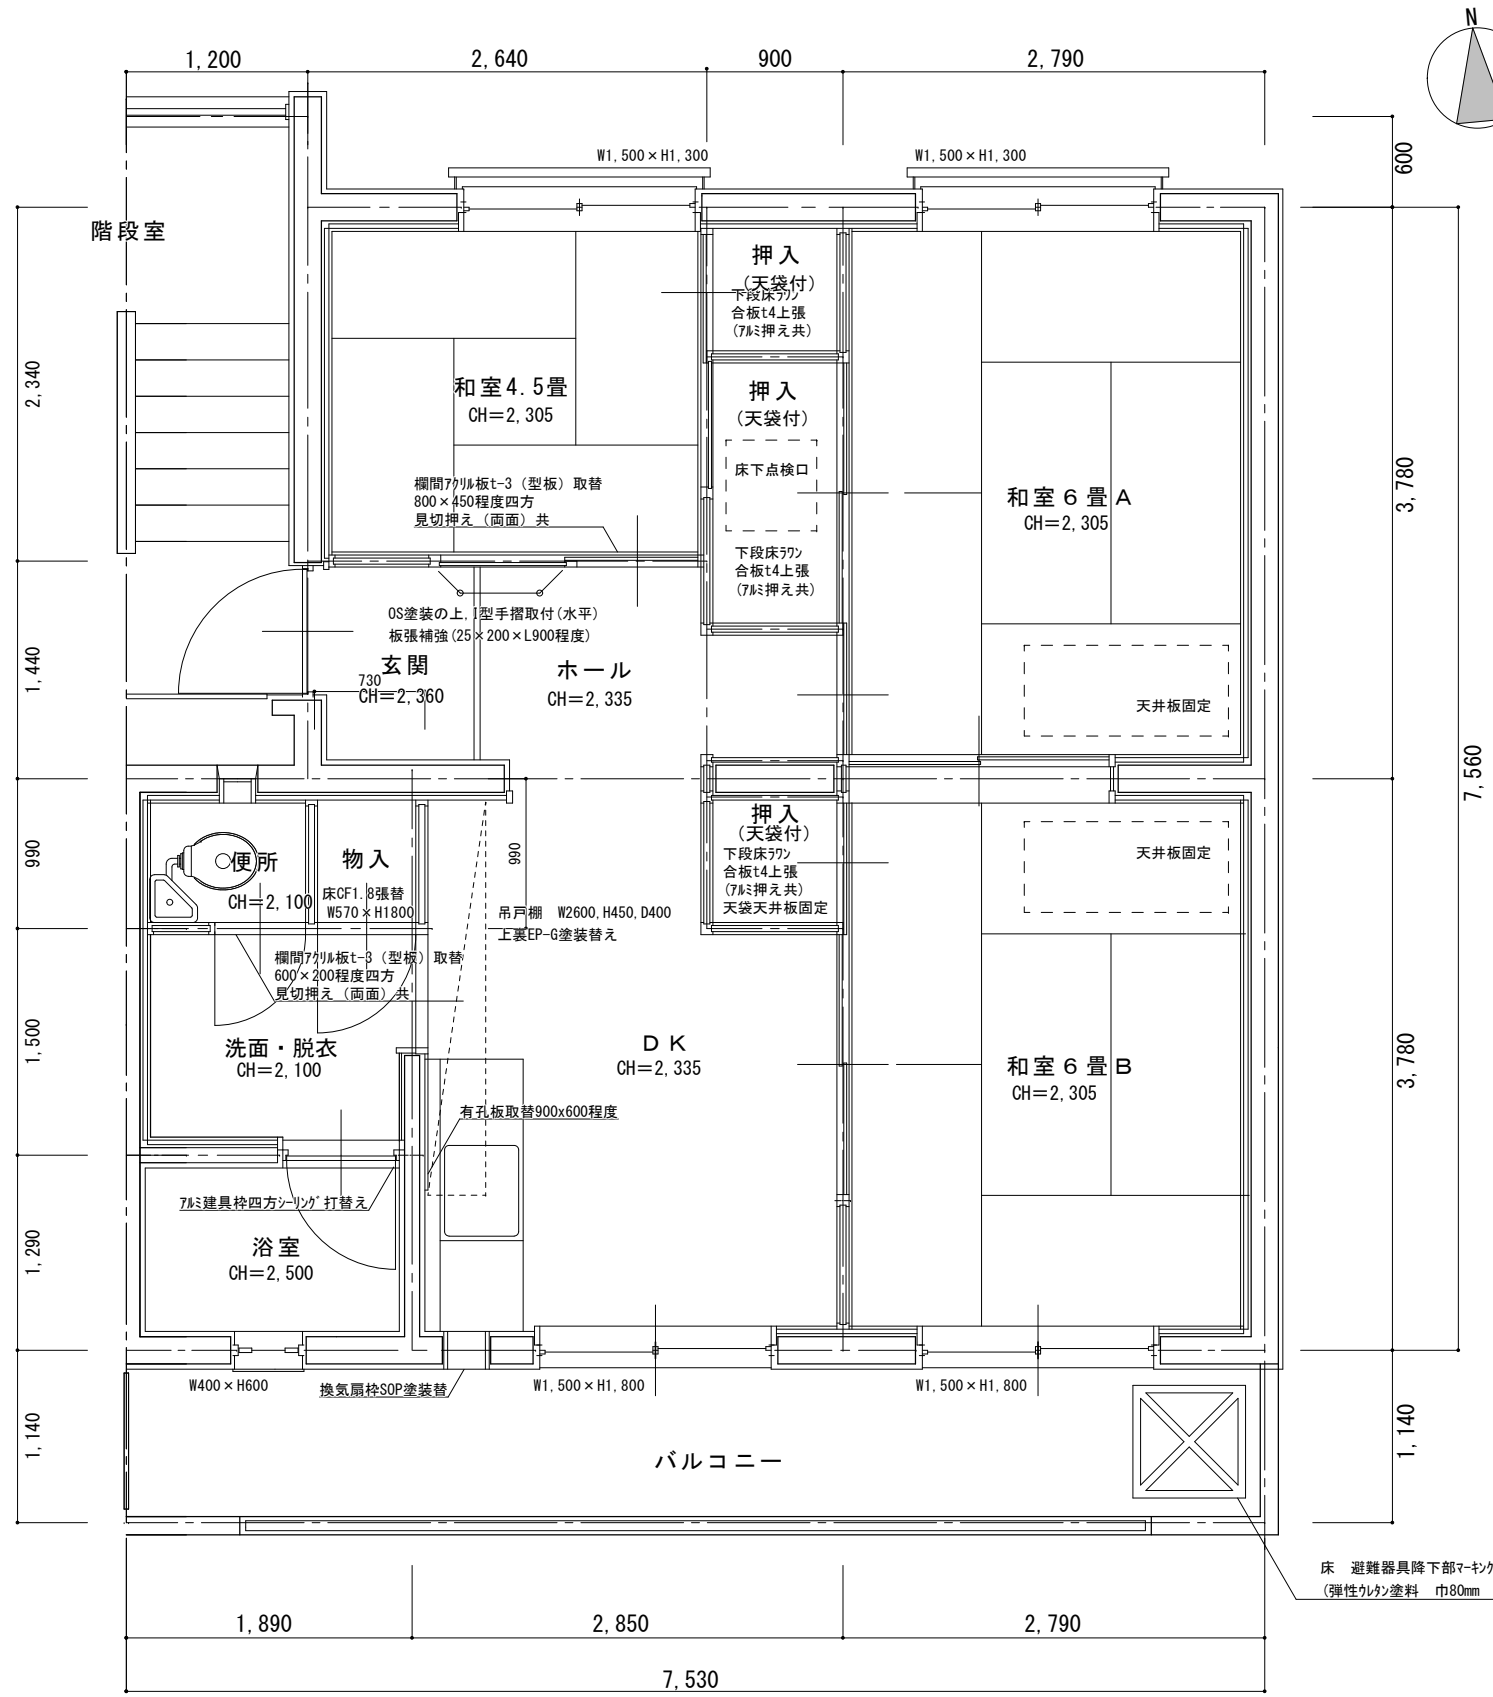 N
1,200
2,640
900
2,790
600
W1,500×H1,300
W1,500×H1,300
階段室
押入
(天袋付)
下段床ﾗﾜﾝ
合板t4上張
(ｱﾙﾐ押え共)
2,340
和室4.5畳
CH=2,305
押入
(天袋付)
床下点検口
欄間ｱｸﾘﾙ板t-3 (型板) 取替
800×450程度四方
見切押え (両面) 共
下段床ﾗﾜﾝ
合板t4上張
(ｱﾙﾐ押え共)
和室6畳A
CH=2,305
3,780
OS塗装の上,I型手摺取付(水平)
板張補強(25×200×L900程度)
1,440
玄関
730
CH=2,360
ホール
CH=2,335
天井板固定
7,560
990
便所
CH=2,100
物入
床CF1.8張替
W570×H1800
990
吊戸棚 W2600,H450,D400
上裏EP-G塗装替え
押入
(天袋付)
下段床ﾗﾜﾝ
合板t4上張
(ｱﾙﾐ押え共)
天袋天井板固定
天井板固定
欄間ｱｸﾘﾙ板t-3 (型板) 取替
600×200程度四方
見切押え (両面) 共
1,500
洗面・脱衣
CH=2,100
DK
CH=2,335
和室6畳B
CH=2,305
3,780
有孔板取替900x600程度
ｱﾙﾐ建具枠四方ｼｰﾘﾝｸﾞ打替え
1,290
浴室
CH=2,500
W400×H600
換気扇枠SOP塗装替
W1,500×H1,800
W1,500×H1,800
1,140
バルコニー
1,140
床 避難器具降下部ﾏｰｷﾝｸ
(弾性ｳﾚﾀﾝ塗料 巾80mm
1,890
2,850
2,790
7,530